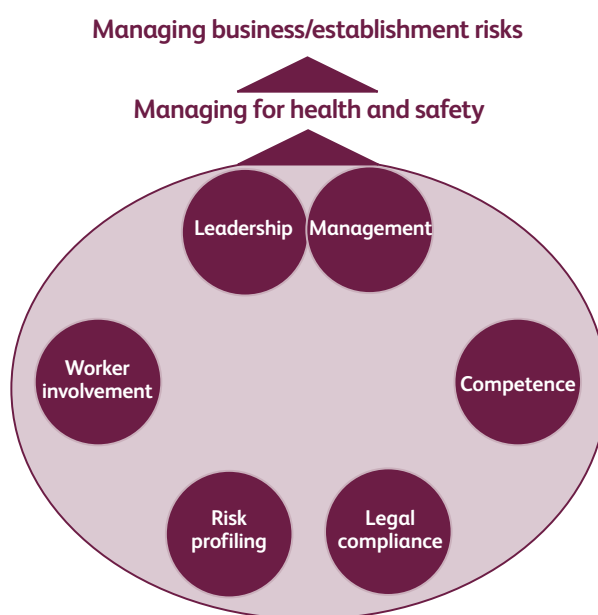 Managing business/establishment risks
Managing for health and safety
Leadership
Management
Worker
involvement
Competence
Risk
profiling
Legal
compliance